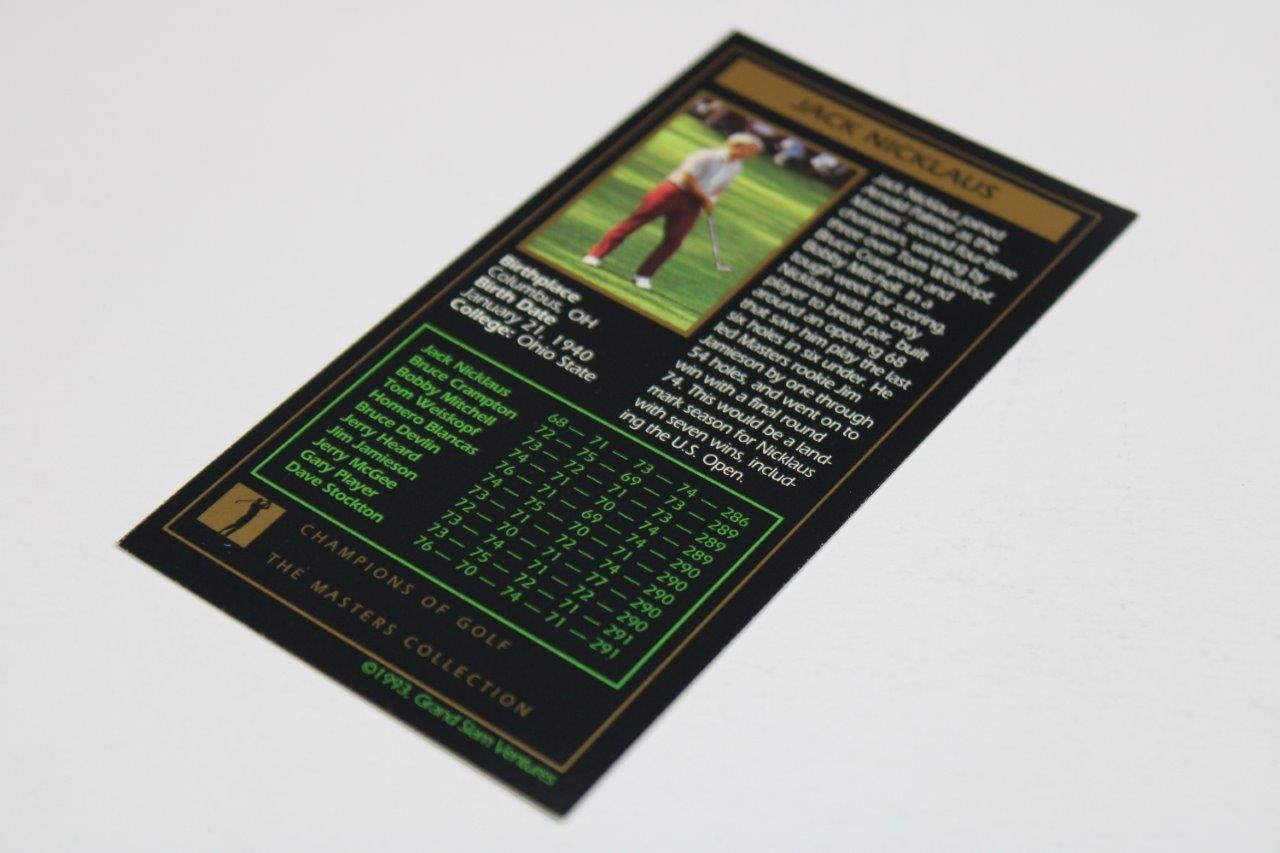 JACK NICKLAUS
Jack Nicklaus joined
Arnold Palmer as the
Masters' second four-time
champion, winning by
three over Tom Weiskopf,
Bruce Crampton and
Bobby Mitchell. In a
tough week for scoring,
Nicklaus was the only
player to break par, built
around an opening 68
that saw him play the last
six holes in six under. He
led Masters rookie Jim
Jamieson by one through
54 holes, and went on to
win with a final round
74. This would be a land-
mark season for Nicklaus
with seven wins, includ-
ing the U.S. Open.
Birthplace
Columbus, OH
Birth Date
January 21, 1940
College: Ohio State
Jack Nicklaus 68 — 71 — 73 — 74 — 286
Bruce Crampton 72 — 75 — 69 — 73 — 289
Bobby Mitchell 73 — 72 — 71 — 73 — 289
Tom Weiskopf 74 — 71 — 70 — 74 — 289
Homero Blancas 76 — 71 — 69 — 74 — 290
Bruce Devlin 74 — 75 — 70 — 71 — 290
Jerry Heard 73 — 71 — 72 — 74 — 290
Jim Jamieson 72 — 70 — 71 — 77 — 290
Jerry McGee 73 — 74 — 71 — 72 — 290
Gary Player 73 — 75 — 72 — 71 — 291
Dave Stockton 76 — 70 — 74 — 71 — 291
CHAMPIONS OF GOLF
THE MASTERS COLLECTION
©1993, Grand Slam Ventures